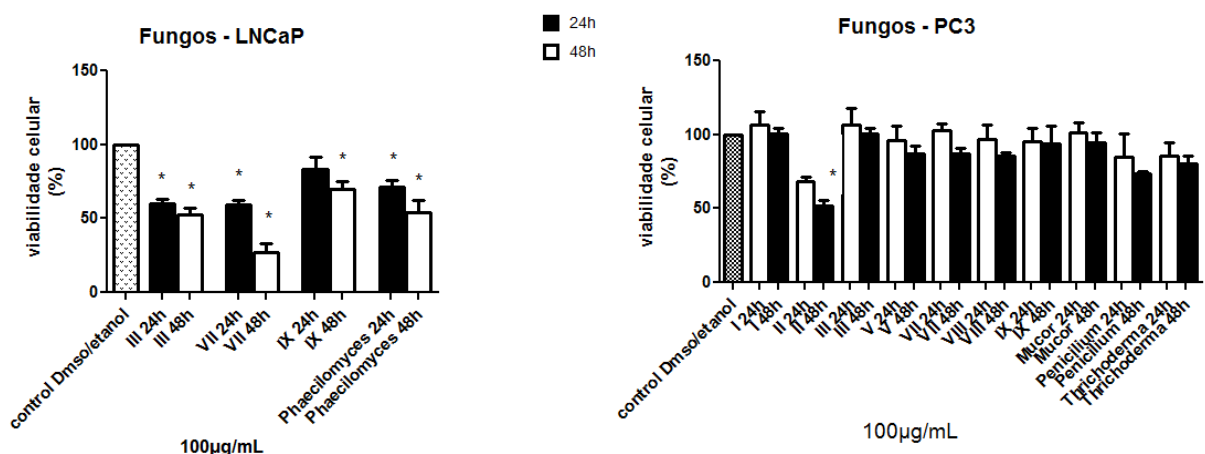 Fungos - LNCaP
24h
48h
viabilidade celular
(%)
150
100
50
0
* * * * * * *
control Dmso/etanol
III 24h
III 48h
VII 24h
VII 48h
IX 24h
IX 48h
Phaecilomyces 24h
Phaecilomyces 48h
100µg/mL
Fungos - PC3
viabilidade celular
(%)
150
100
50
0
*
control Dmso/etanol
I 24h
I 48h
II 24h
II 48h
III 24h
III 48h
V 24h
V 48h
VII 24h
VII 48h
VIII 24h
VIII 48h
IX 24h
IX 48h
Mucor 24h
Mucor 48h
Penicilium 24h
Penicilium 48h
Thrichoderma 24h
Thrichoderma 48h
100µg/mL